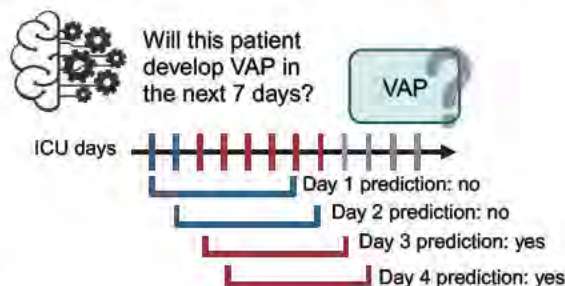 Will this patient
develop VAP in
the next 7 days?
VAP
?
ICU days
Day 1 prediction: no
Day 2 prediction: no
Day 3 prediction: yes
Day 4 prediction: yes